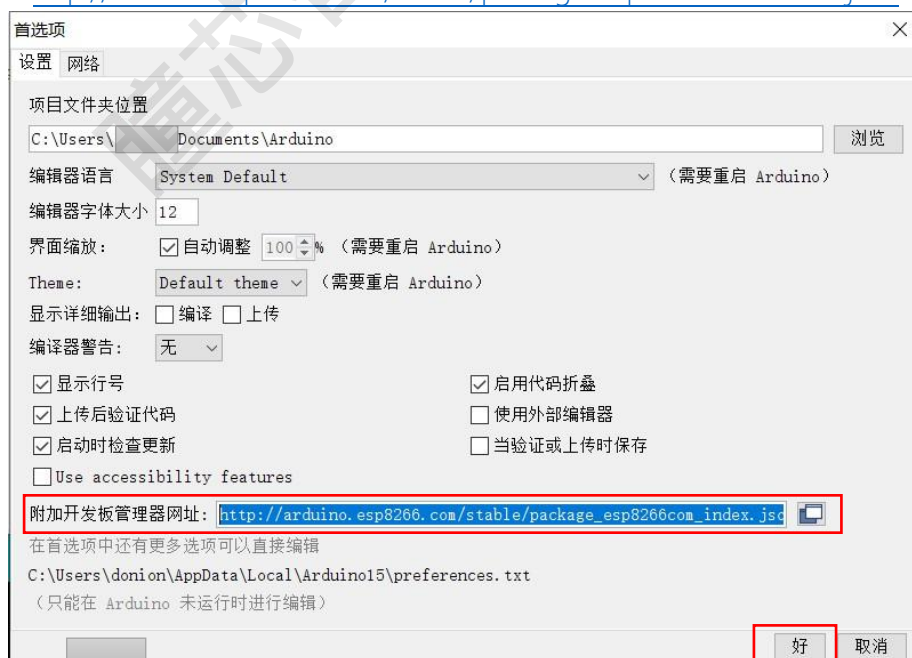 首选项
设置 网络
项目文件夹位置
C:\Users\ Documents\Arduino 浏览
编辑器语言 System Default （需要重启 Arduino）
编辑器字体大小 12
界面缩放： 自动调整 100 % （需要重启 Arduino）
Theme: Default theme （需要重启 Arduino）
显示详细输出： 编译 上传
编译器警告： 无
显示行号 启用代码折叠
上传后验证代码 使用外部编辑器
启动时检查更新 当验证或上传时保存
Use accessibility features
附加开发板管理器网址： http://arduino.esp8266.com/stable/package_esp8266com_index.jso
在首选项中还有更多选项可以直接编辑
C:\Users\donion\AppData\Local\Arduino15\preferences.txt
（只能在 Arduino 未运行时进行编辑）
好 取消
瞳芯